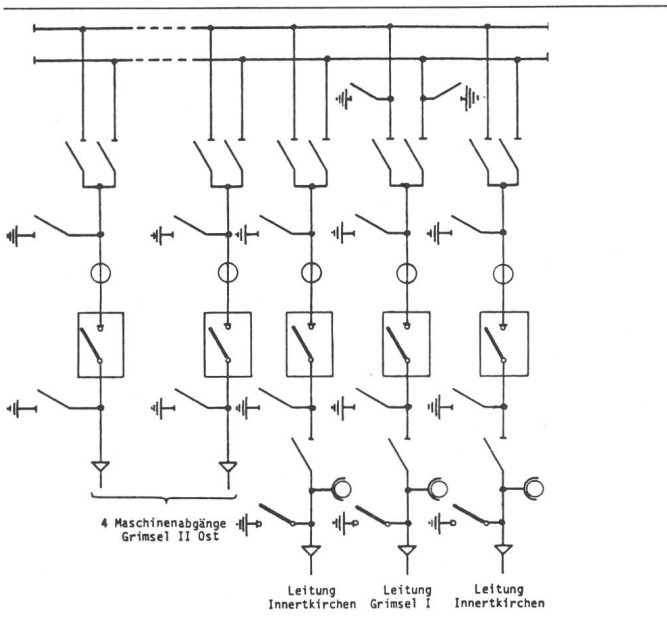 4 Maschinenabgänge
Grimsel II Ost
Leitung
Innertkirchen
Leitung
Grimsel I
Leitung
Innertkirchen